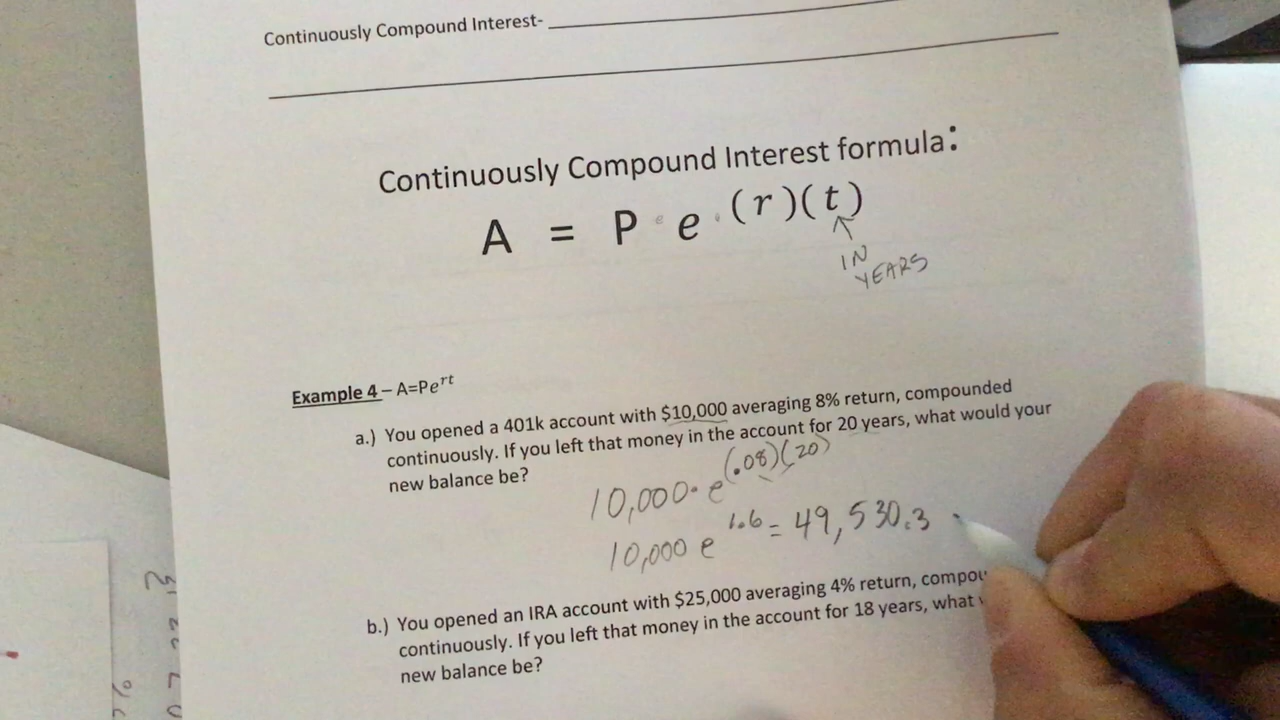 Continuously Compound Interest-
Continuously Compound Interest formula:
A = P e (r)(t)
IN
YEARS
Example 4 – A=Pe^rt
a.) You opened a 401k account with $10,000 averaging 8% return, compounded
continuously. If you left that money in the account for 20 years, what would your
new balance be?
10,000 · e (.08)(20)
10,000 e 1.6 = 49,530.3
b.) You opened an IRA account with $25,000 averaging 4% return, compou
continuously. If you left that money in the account for 18 years, what
new balance be?